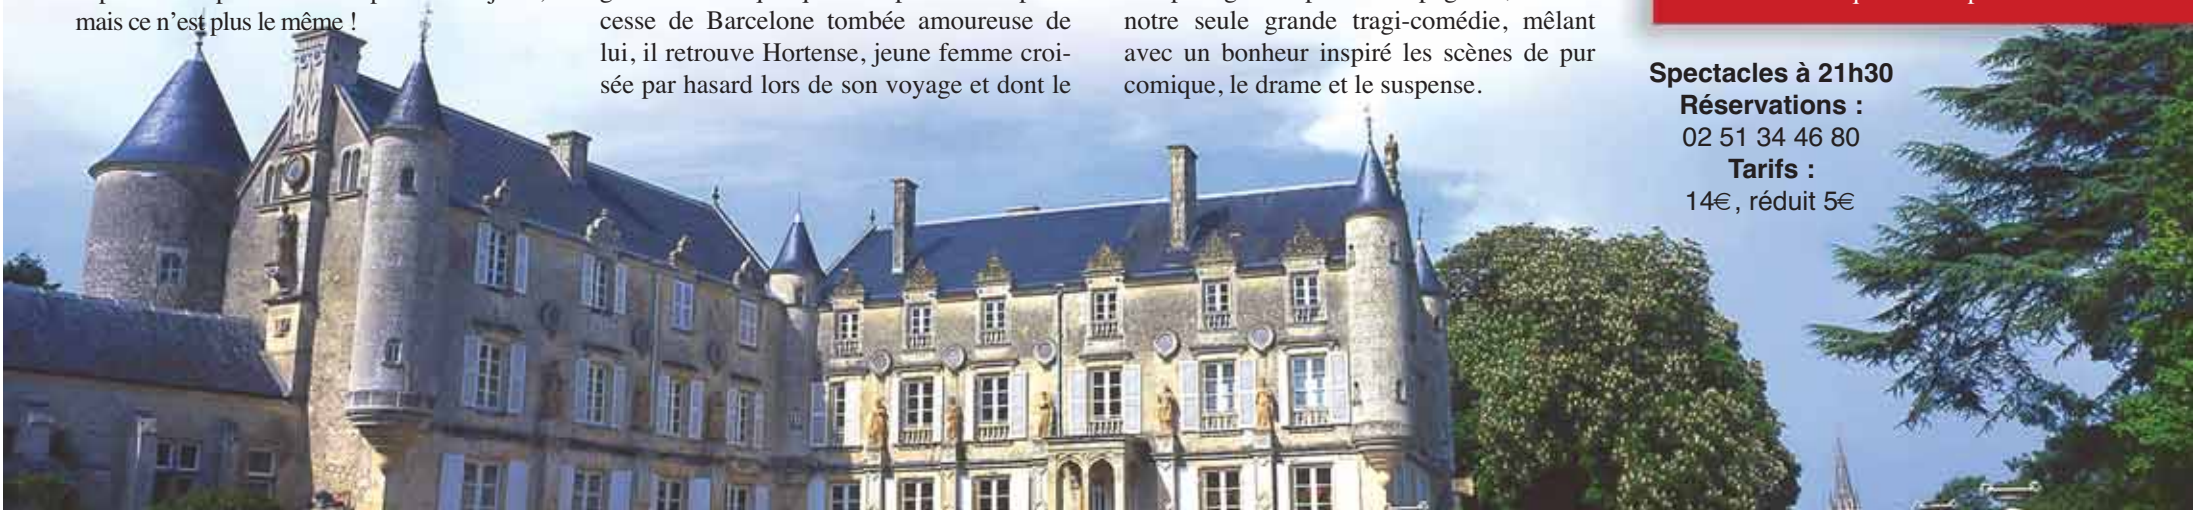 mais ce n'est plus le même !
cesse de Barcelone tombée amoureuse de
lui, il retrouve Hortense, jeune femme croi-
sée par hasard lors de son voyage et dont le
notre seule grande tragi-comédie, mêlant
avec un bonheur inspiré les scènes de pur
comique, le drame et le suspense.
Spectacles à 21h30
Réservations :
02 51 34 46 80
Tarifs :
14€, réduit 5€